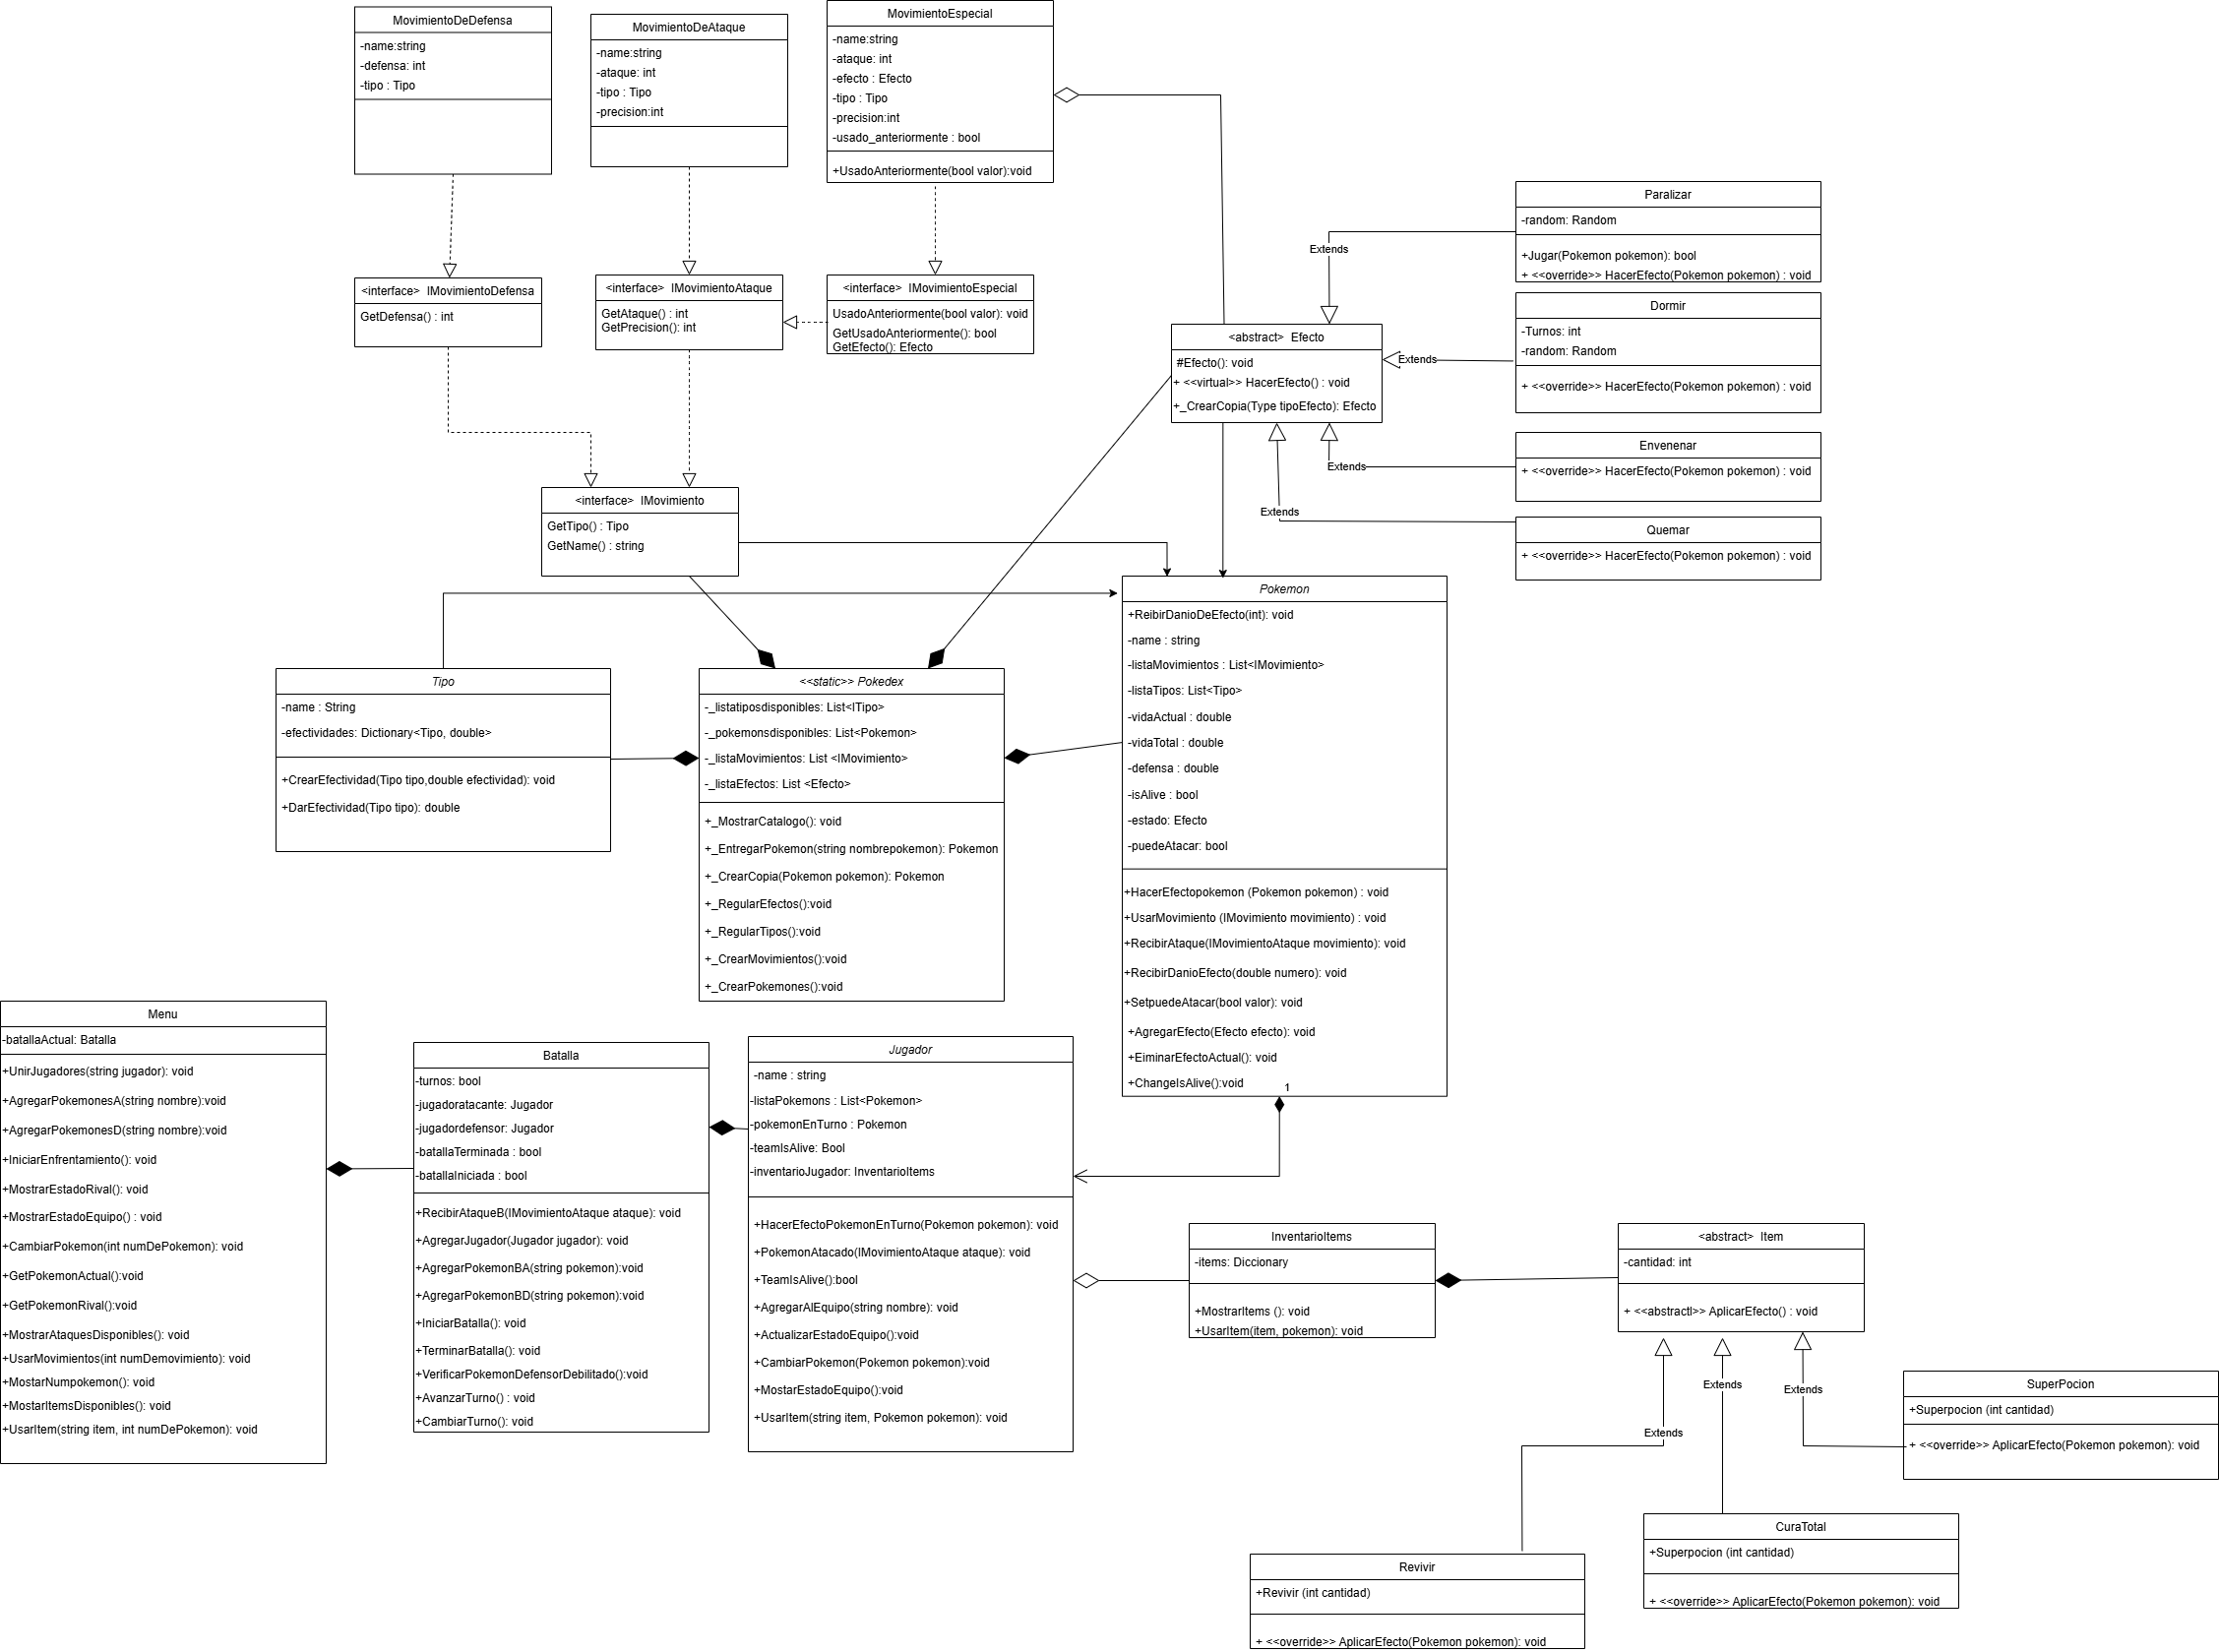 MovimientoDeDefensa
-name:string
-defensa: int
-tipo : Tipo
MovimientoDeAtaque
-name:string
-ataque: int
-tipo : Tipo
-precision:int
MovimientoEspecial
-name:string
-ataque: int
-efecto : Efecto
-tipo : Tipo
-precision:int
-usado_anteriormente : bool
+UsadoAnteriormente(bool valor):void
<interface>  IMovimientoDefensa
GetDefensa() : int
<interface>  IMovimientoAtaque
GetAtaque() : int
GetPrecision(): int
<interface>  IMovimientoEspecial
UsadoAnteriormente(bool valor): void
GetUsadoAnteriormente(): bool
GetEfecto(): Efecto
<abstract>  Efecto
#Efecto(): void
+ <<virtual>> HacerEfecto() : void
+_CrearCopia(Type tipoEfecto): Efecto
Extends
Extends
Extends
Extends
Paralizar
-random: Random
+Jugar(Pokemon pokemon): bool
+ <<override>> HacerEfecto(Pokemon pokemon) : void
Dormir
-Turnos: int
-random: Random
+ <<override>> HacerEfecto(Pokemon pokemon) : void
Envenenar
+ <<override>> HacerEfecto(Pokemon pokemon) : void
Quemar
+ <<override>> HacerEfecto(Pokemon pokemon) : void
<interface>  IMovimiento
GetTipo() : Tipo
GetName() : string
Tipo
-name : String
-efectividades: Dictionary<Tipo, double>
+CrearEfectividad(Tipo tipo,double efectividad): void
+DarEfectividad(Tipo tipo): double
<<static>> Pokedex
-_listatiposdisponibles: List<ITipo>
-_pokemonsdisponibles: List<Pokemon>
-_listaMovimientos: List <IMovimiento>
-_listaEfectos: List <Efecto>
+_MostrarCatalogo(): void
+_EntregarPokemon(string nombrepokemon): Pokemon
+_CrearCopia(Pokemon pokemon): Pokemon
+_RegularEfectos():void
+_RegularTipos():void
+_CrearMovimientos():void
+_CrearPokemones():void
Pokemon
+ReibirDanioDeEfecto(int): void
-name : string
-listaMovimientos : List<IMovimiento>
-listaTipos: List<Tipo>
-vidaActual : double
-vidaTotal : double
-defensa : double
-isAlive : bool
-estado: Efecto
-puedeAtacar: bool
+HacerEfectopokemon (Pokemon pokemon) : void
+UsarMovimiento (IMovimiento movimiento) : void
+RecibirAtaque(IMovimientoAtaque movimiento): void
+RecibirDanioEfecto(double numero): void
+SetpuedeAtacar(bool valor): void
+AgregarEfecto(Efecto efecto): void
+EiminarEfectoActual(): void
+ChangeIsAlive():void
1
Menu
-batallaActual: Batalla
+UnirJugadores(string jugador): void
+AgregarPokemonesA(string nombre):void
+AgregarPokemonesD(string nombre):void
+IniciarEnfrentamiento(): void
+MostrarEstadoRival(): void
+MostrarEstadoEquipo() : void
+CambiarPokemon(int numDePokemon): void
+GetPokemonActual():void
+GetPokemonRival():void
+MostrarAtaquesDisponibles(): void
+UsarMovimientos(int numDemovimiento): void
+MostarNumpokemon(): void
+MostarItemsDisponibles(): void
+UsarItem(string item, int numDePokemon): void
Batalla
-turnos: bool
-jugadoratacante: Jugador
-jugadordefensor: Jugador
-batallaTerminada : bool
-batallaIniciada : bool
+RecibirAtaqueB(IMovimientoAtaque ataque): void
+AgregarJugador(Jugador jugador): void
+AgregarPokemonBA(string pokemon):void
+AgregarPokemonBD(string pokemon):void
+IniciarBatalla(): void
+TerminarBatalla(): void
+VerificarPokemonDefensorDebilitado():void
+AvanzarTurno() : void
+CambiarTurno(): void
Jugador
-name : string
-listaPokemons : List<Pokemon>
-pokemonEnTurno : Pokemon
-teamIsAlive: Bool
-inventarioJugador: InventarioItems
+HacerEfectoPokemonEnTurno(Pokemon pokemon): void
+PokemonAtacado(IMovimientoAtaque ataque): void
+TeamIsAlive():bool
+AgregarAlEquipo(string nombre): void
+ActualizarEstadoEquipo():void
+CambiarPokemon(Pokemon pokemon):void
+MostarEstadoEquipo():void
+UsarItem(string item, Pokemon pokemon): void
InventarioItems
-items: Diccionary
+MostrarItems (): void
+UsarItem(item, pokemon): void
<abstract>  Item
-cantidad: int
+ <<abstractl>> AplicarEfecto() : void
Extends
Extends
Extends
SuperPocion
+Superpocion (int cantidad)
+ <<override>> AplicarEfecto(Pokemon pokemon): void
CuraTotal
+Superpocion (int cantidad)
+ <<override>> AplicarEfecto(Pokemon pokemon): void
Revivir
+Revivir (int cantidad)
+ <<override>> AplicarEfecto(Pokemon pokemon): void